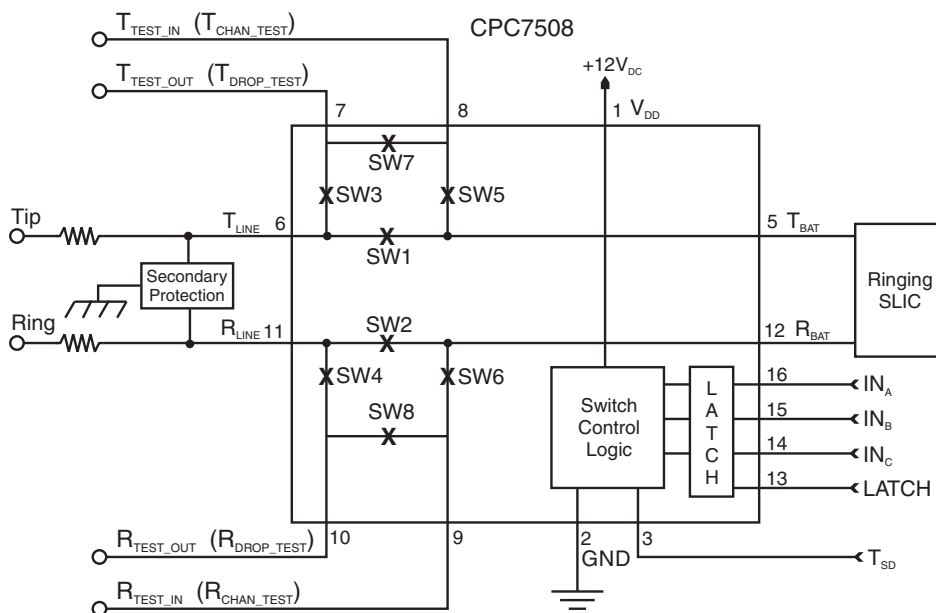 T_TEST_IN (T_CHAN_TEST)
CPC7508
T_TEST_OUT (T_DROP_TEST)
+12V_DC
7
8
1 V_DD
SW7
SW3
SW5
Tip
T_LINE 6
5 T_BAT
SW1
Secondary
Protection
Ringing
SLIC
Ring
R_LINE 11
SW2
12 R_BAT
SW4
SW6
SW8
Switch
Control
Logic
LATCH
16 IN_A
15 IN_B
14 IN_C
13 LATCH
R_TEST_OUT (R_DROP_TEST)
10
9
2
GND
3
T_SD
R_TEST_IN (R_CHAN_TEST)